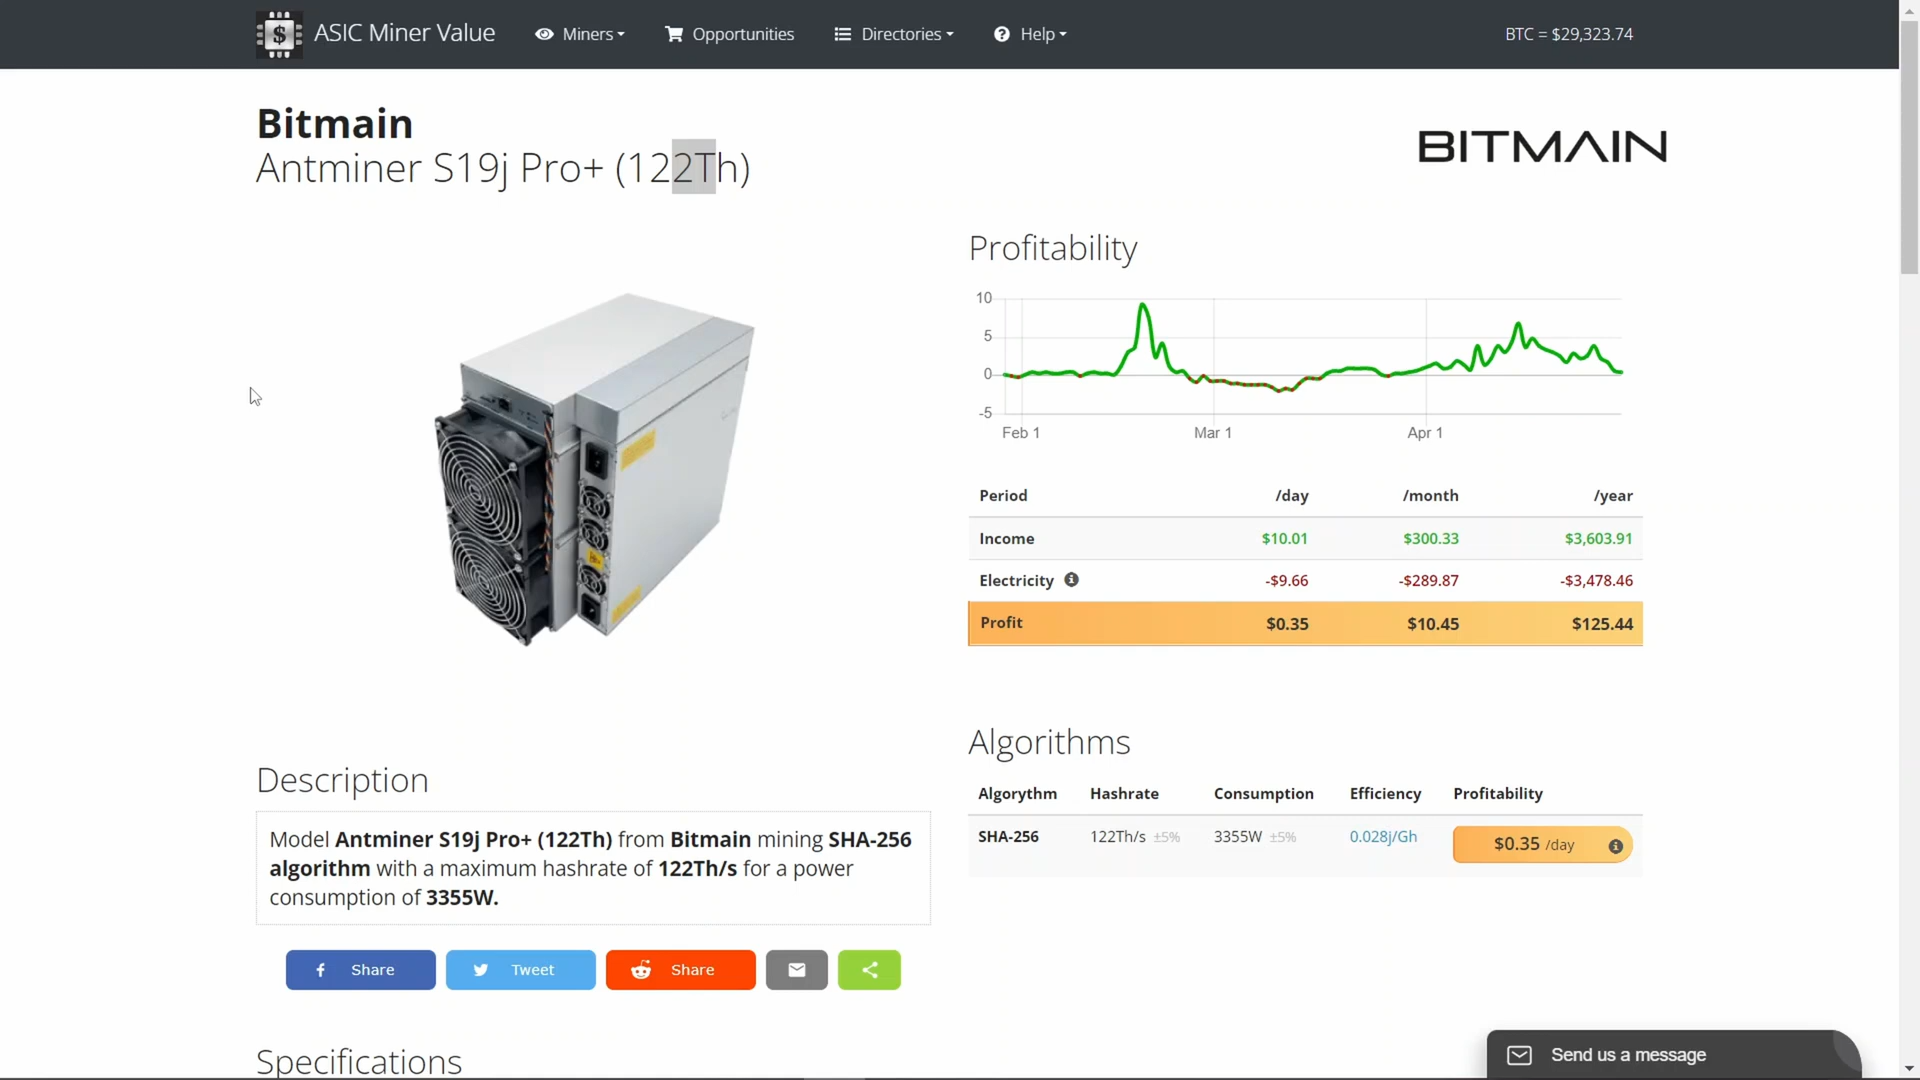 ASIC Miner Value
Miners
Opportunities
Directories
Help
BTC = $29,323.74
Bitmain
Antminer S19j Pro+ (122Th)
BITMAIN
Profitability
10
5
0
-5
Feb 1 Mar 1 Apr 1
Period /day /month /year
Income $10.01 $300.33 $3,603.91
Electricity -$9.66 -$289.87 -$3,478.46
Profit $0.35 $10.45 $125.44
Algorithms
Algorythm Hashrate Consumption Efficiency Profitability
SHA-256 122Th/s ±5% 3355W ±5% 0.028j/Gh $0.35 /day
Description
Model Antminer S19j Pro+ (122Th) from Bitmain mining SHA-256
algorithm with a maximum hashrate of 122Th/s for a power
consumption of 3355W.
Share
Tweet
Share
Specifications
Send us a message